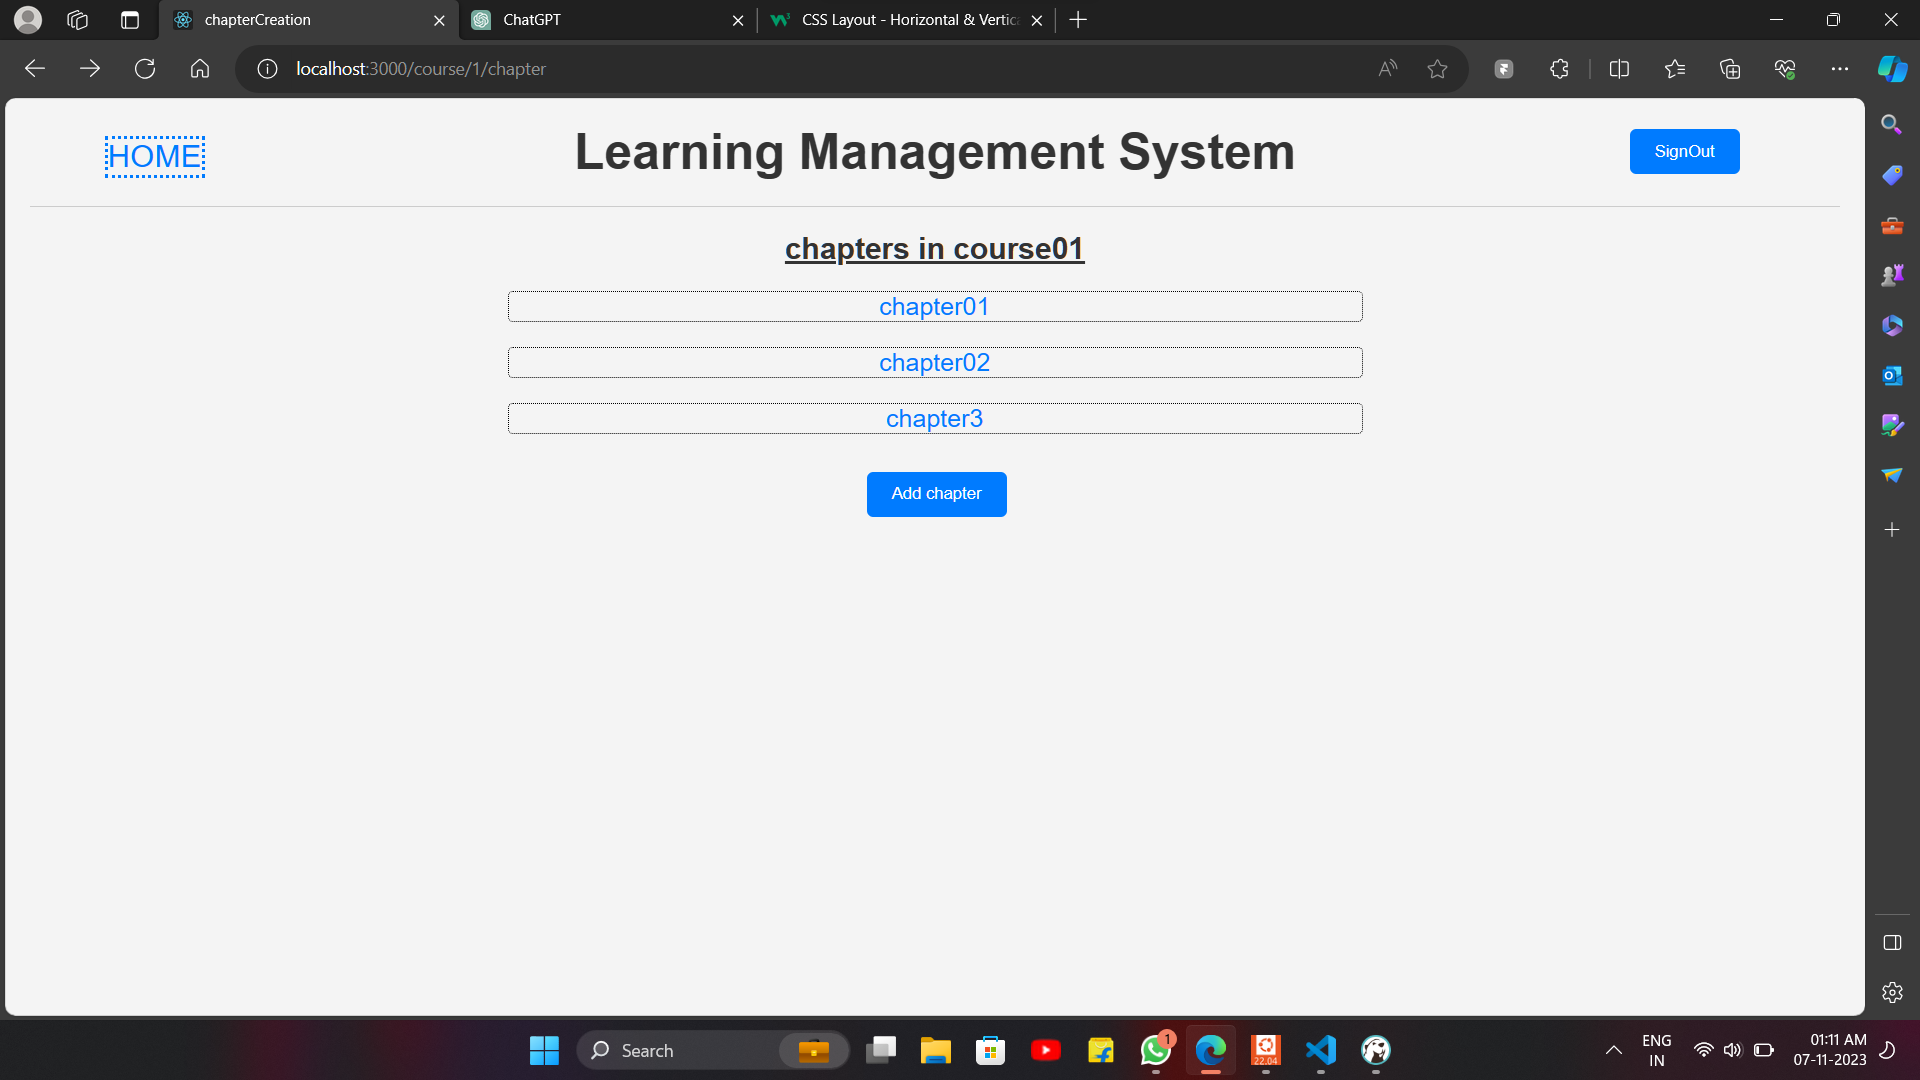 chapterCreation
ChatGPT
CSS Layout - Horizontal & Vertic
localhost:3000/course/1/chapter
HOME
Learning Management System
SignOut
chapters in course01
chapter01
chapter02
chapter3
Add chapter
Search
1
22.04
ENG
IN
01:11 AM
07-11-2023